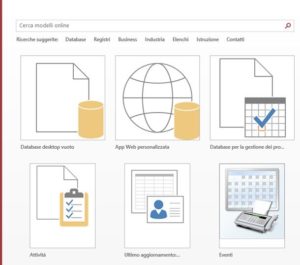 Cerca modelli online
Ricerche suggerite: Database Registri Business Industria Elenchi Istruzione Contatti
Database desktop vuoto App Web personalizzata Database per la gestione dei pro...
Attività Ultimo aggiornamento:... Eventi